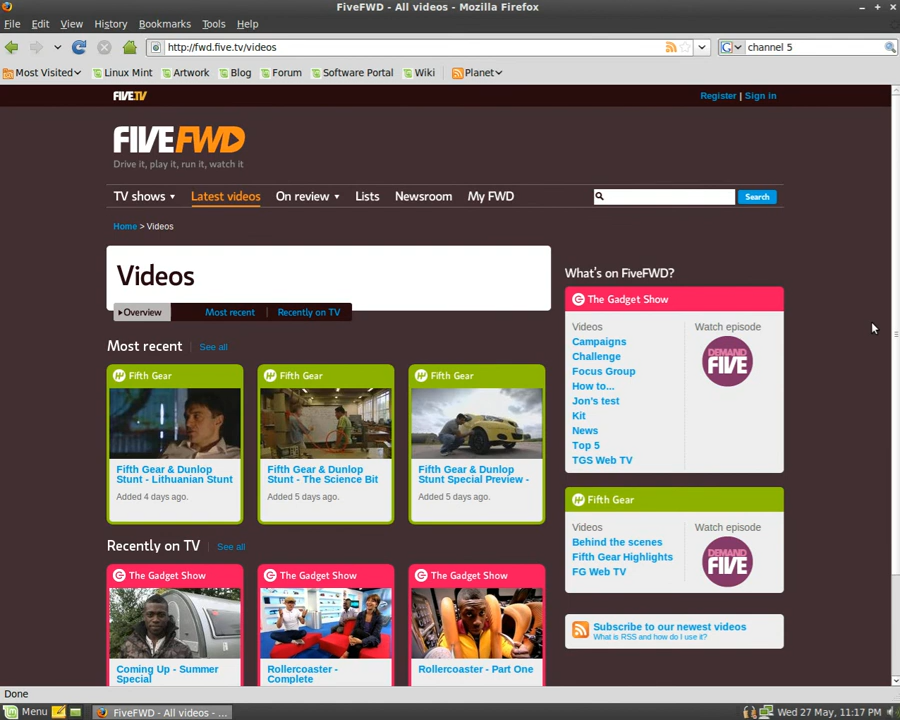 FiveFWD - All videos - Mozilla Firefox
File Edit View History Bookmarks Tools Help
http://fwd.five.tv/videos
channel 5
Most Visited Linux Mint Artwork Blog Forum Software Portal Wiki Planet
FIVE.TV
Register | Sign in
FIVEFWD
Drive it, play it, run it, watch it
TV shows Latest videos On review Lists Newsroom My FWD
Search
Home > Videos
Videos
Overview Most recent Recently on TV
Most recent See all
Fifth Gear
Fifth Gear & Dunlop
Stunt - Lithuanian Stunt
Added 4 days ago.
Fifth Gear
Fifth Gear & Dunlop
Stunt - The Science Bit
Added 5 days ago.
Fifth Gear
Fifth Gear & Dunlop
Stunt Special Preview -
Added 5 days ago.
Recently on TV See all
The Gadget Show
Coming Up - Summer
Special
The Gadget Show
Rollercoaster -
Complete
The Gadget Show
Rollercoaster - Part One
What's on FiveFWD?
The Gadget Show
Videos
Campaigns
Challenge
Focus Group
How to...
Jon's test
Kit
News
Top 5
TGS Web TV
Watch episode
DEMAND
FIVE
Fifth Gear
Videos
Behind the scenes
Fifth Gear Highlights
FG Web TV
Watch episode
DEMAND
FIVE
Subscribe to our newest videos
What is RSS and how do I use it?
Done
Menu FiveFWD - All videos - ... Wed 27 May, 11:17 PM